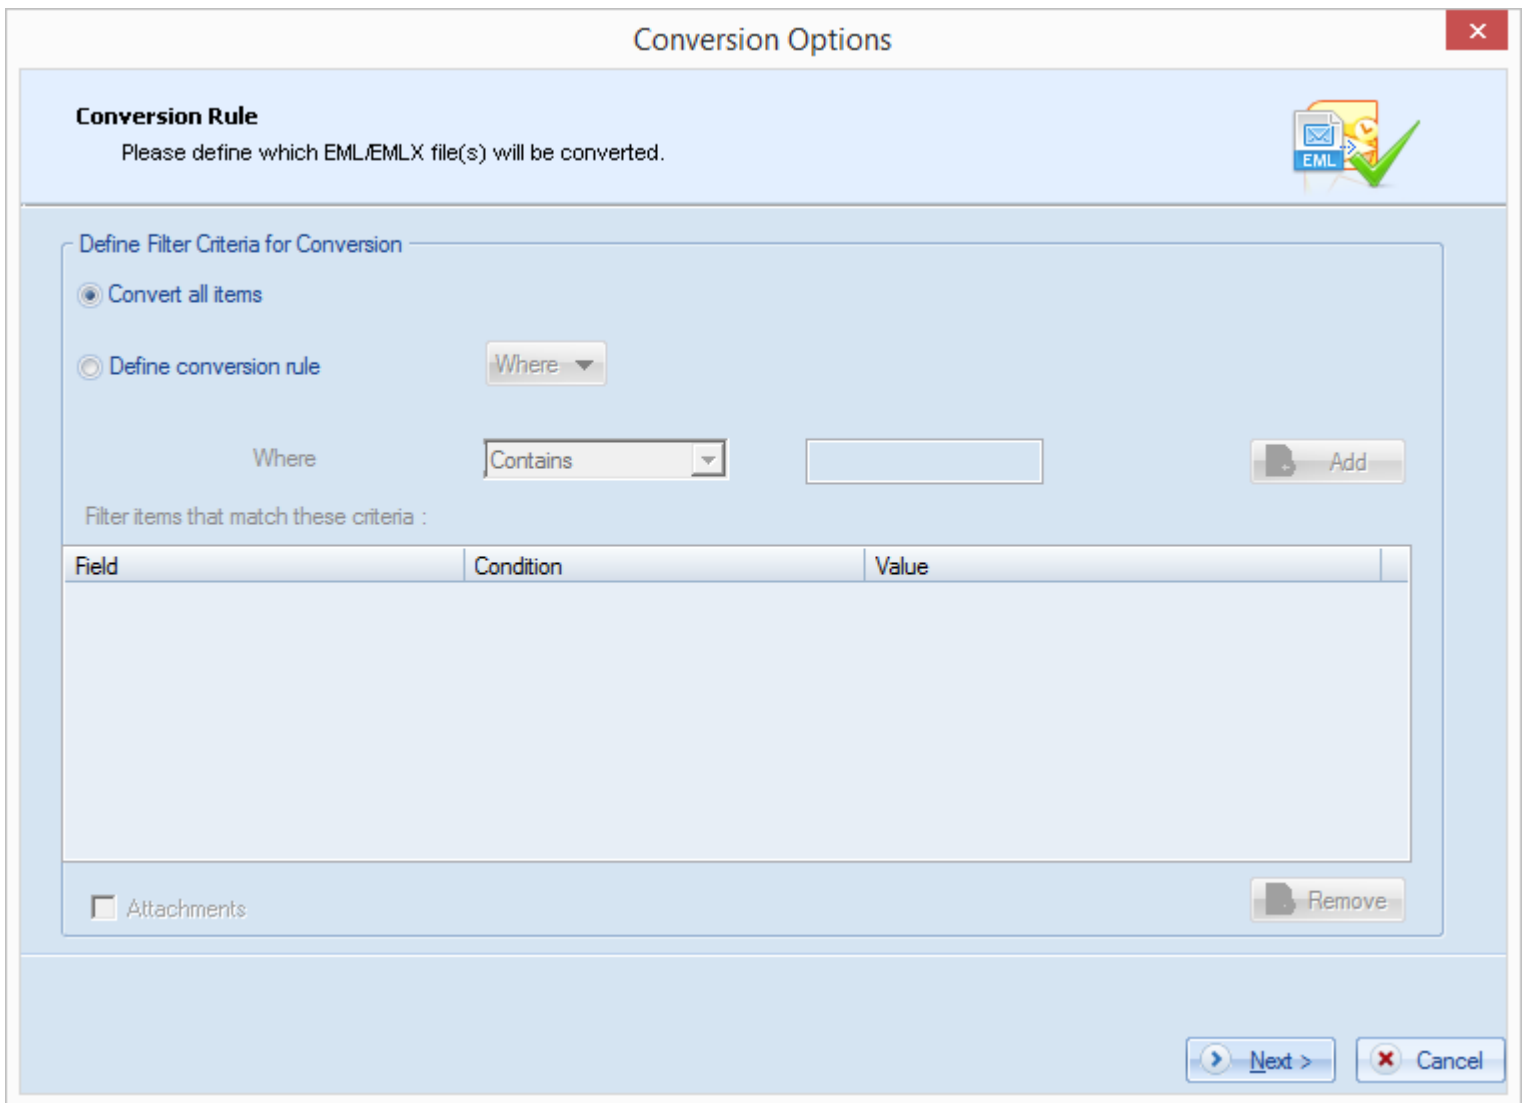 Conversion Options
Conversion Rule
Please define which EML/EMLX file(s) will be converted.
EML
Define Filter Criteria for Conversion
Convert all items
Define conversion rule Where
Where Contains Add
Filter items that match these criteria :
Field Condition Value
Attachments Remove
Next > Cancel